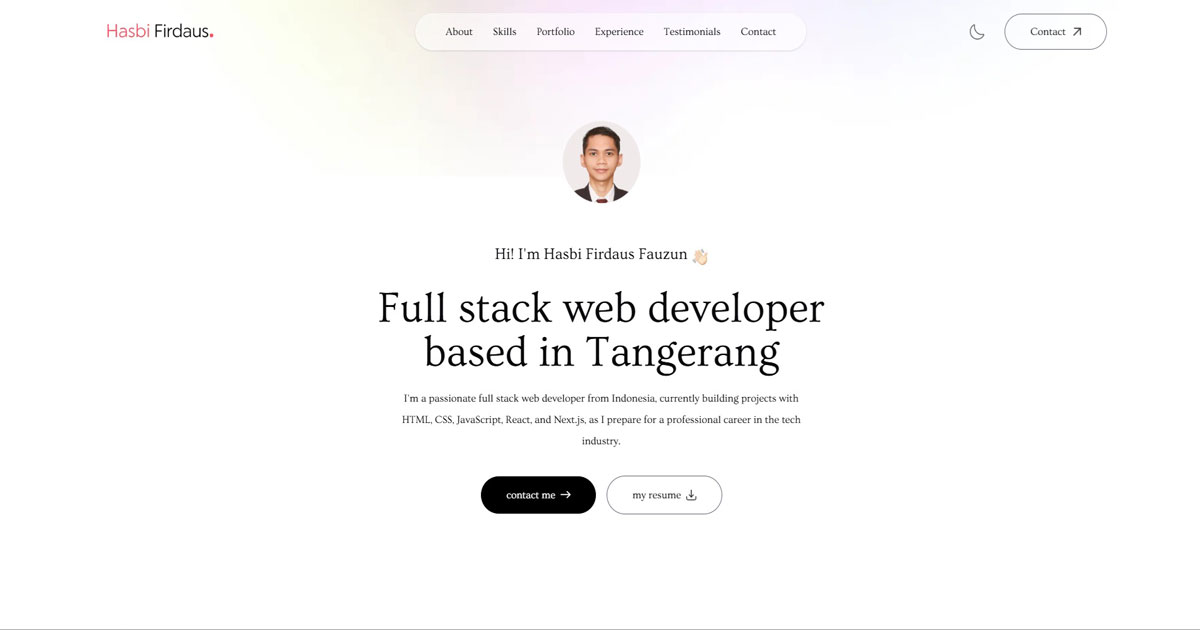 Hasbi Firdaus.
About Skills Portfolio Experience Testimonials Contact
Contact
Hi! I'm Hasbi Firdaus Fauzun 👋🏻
Full stack web developer
based in Tangerang
I'm a passionate full stack web developer from Indonesia, currently building projects with
HTML, CSS, JavaScript, React, and Next.js, as I prepare for a professional career in the tech
industry.
contact me →
my resume